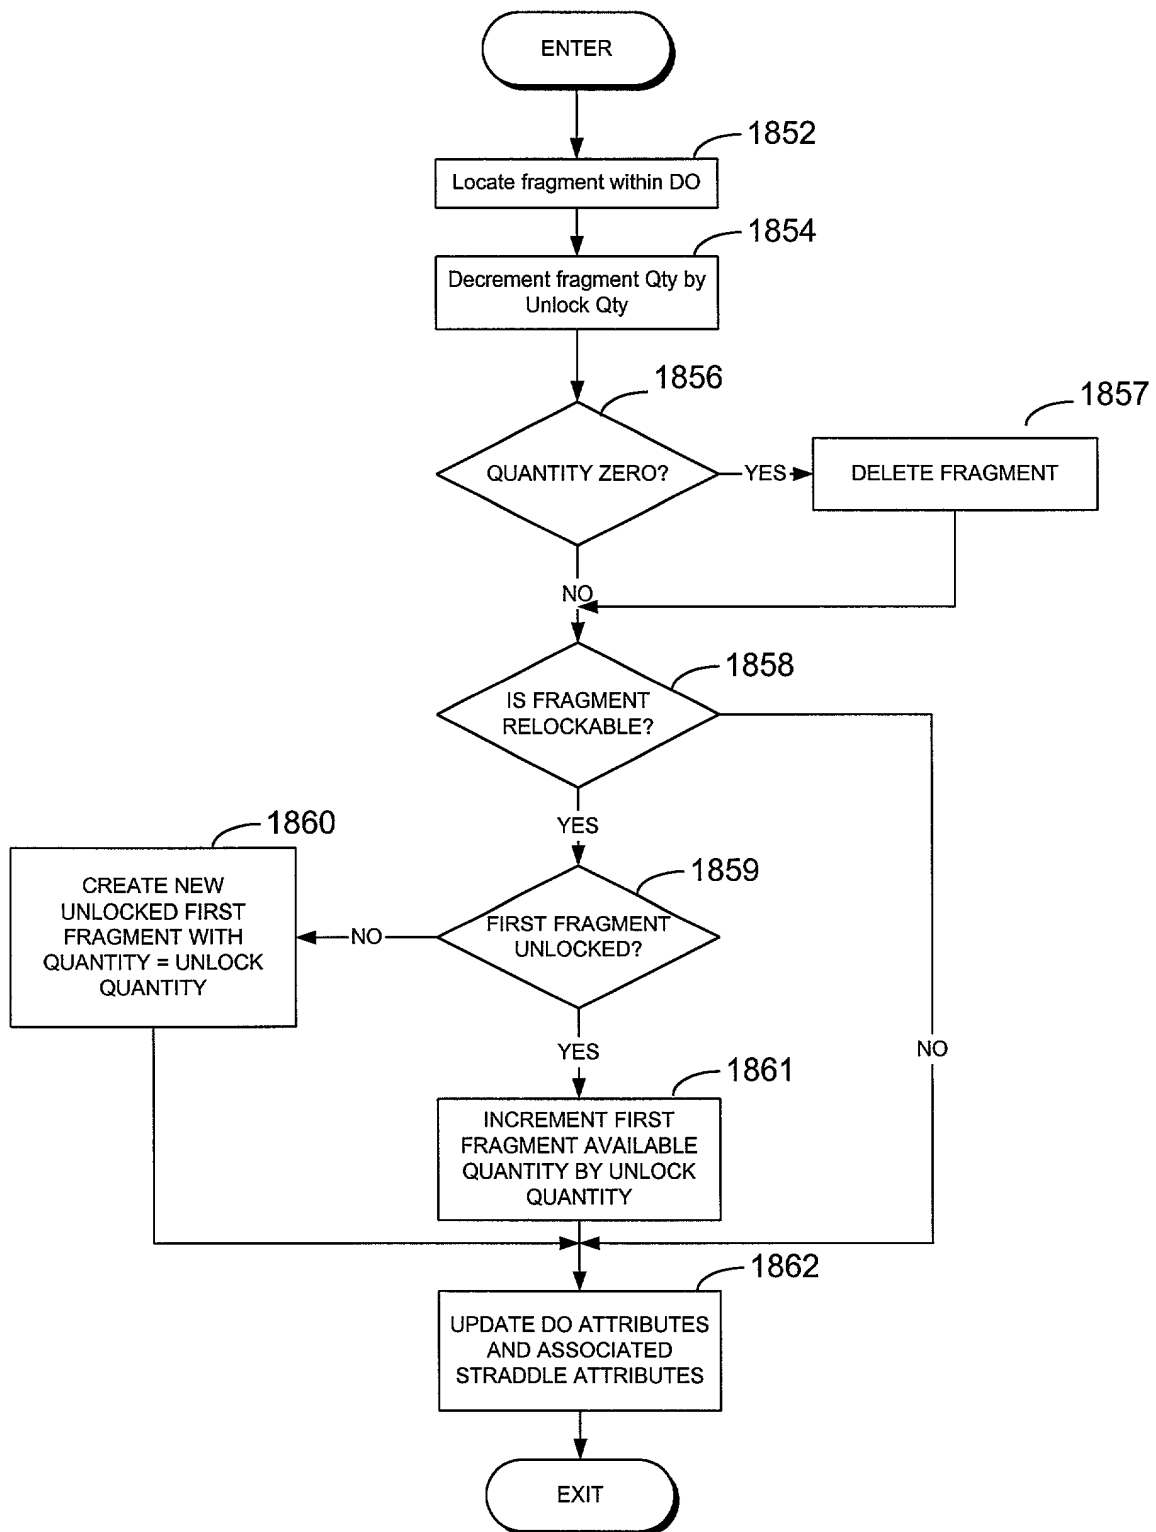 ENTER
1852
Locate fragment within DO
1854
Decrement fragment Qty by
Unlock Qty
1856
QUANTITY ZERO?
YES
1857
DELETE FRAGMENT
NO
1858
IS FRAGMENT
RELOCKABLE?
YES
1860
CREATE NEW
UNLOCKED FIRST
FRAGMENT WITH
QUANTITY = UNLOCK
QUANTITY
NO
1859
FIRST FRAGMENT
UNLOCKED?
YES
NO
1861
INCREMENT FIRST
FRAGMENT AVAILABLE
QUANTITY BY UNLOCK
QUANTITY
1862
UPDATE DO ATTRIBUTES
AND ASSOCIATED
STRADDLE ATTRIBUTES
EXIT